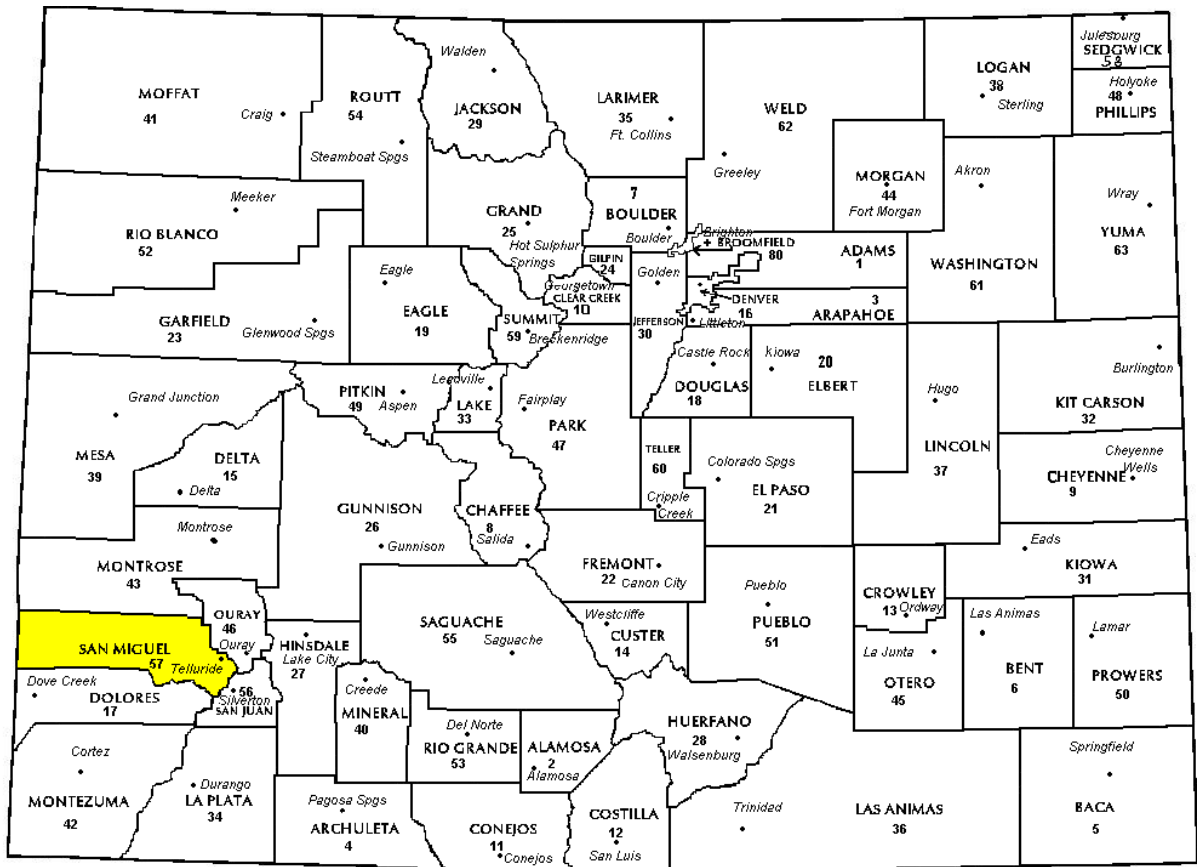 Julesburg
SEDGWICK
58
LOGAN
38
Sterling
Holyoke
48
PHILLIPS
Walden
JACKSON
29
MOFFAT
41
Craig
ROUTT
54
Steamboat Spgs
LARIMER
35
Ft. Collins
WELD
62
Greeley
MORGAN
44
Fort Morgan
Akron
WASHINGTON
61
Wray
YUMA
63
Meeker
RIO BLANCO
52
GRAND
25
Hot Sulphur
Springs
7
BOULDER
Boulder
Brighton
+ BROOMFIELD
80
ADAMS
1
GILPIN
24
Georgetown
CLEAR CREEK
10
Golden
JEFFERSON
30
DENVER
16
Littleton
3
ARAPAHOE
Eagle
EAGLE
19
SUMMIT
59
Breckenridge
GARFIELD
23
Glenwood Spgs
Castle Rock
DOUGLAS
18
Kiowa
20
ELBERT
Hugo
LINCOLN
37
Burlington
KIT CARSON
32
Grand Junction
MESA
39
PITKIN
49
Aspen
Leadville
LAKE
33
Fairplay
PARK
47
TELLER
60
Cripple
Creek
Colorado Spgs
EL PASO
21
Cheyenne
Wells
CHEYENNE
9
DELTA
15
Delta
GUNNISON
26
Gunnison
CHAFFEE
8
Salida
Montrose
MONTROSE
43
FREMONT
22
Canon City
Pueblo
PUEBLO
51
CROWLEY
13
Ordway
Eads
KIOWA
31
OURAY
46
Ouray
SAN MIGUEL
57
Telluride
HINSDALE
Lake City
27
SAGUACHE
55
Saguache
Westcliffe
CUSTER
14
La Junta
OTERO
45
Las Animas
BENT
6
Lamar
PROWERS
50
Dove Creek
DOLORES
17
56
Silverton
SAN JUAN
Creede
MINERAL
40
Del Norte
RIO GRANDE
53
ALAMOSA
2
Alamosa
HUERFANO
28
Walsenburg
Cortez
MONTEZUMA
42
Durango
LA PLATA
34
Pagosa Spgs
ARCHULETA
4
CONEJOS
11
Conejos
COSTILLA
12
San Luis
Trinidad
LAS ANIMAS
36
Springfield
BACA
5